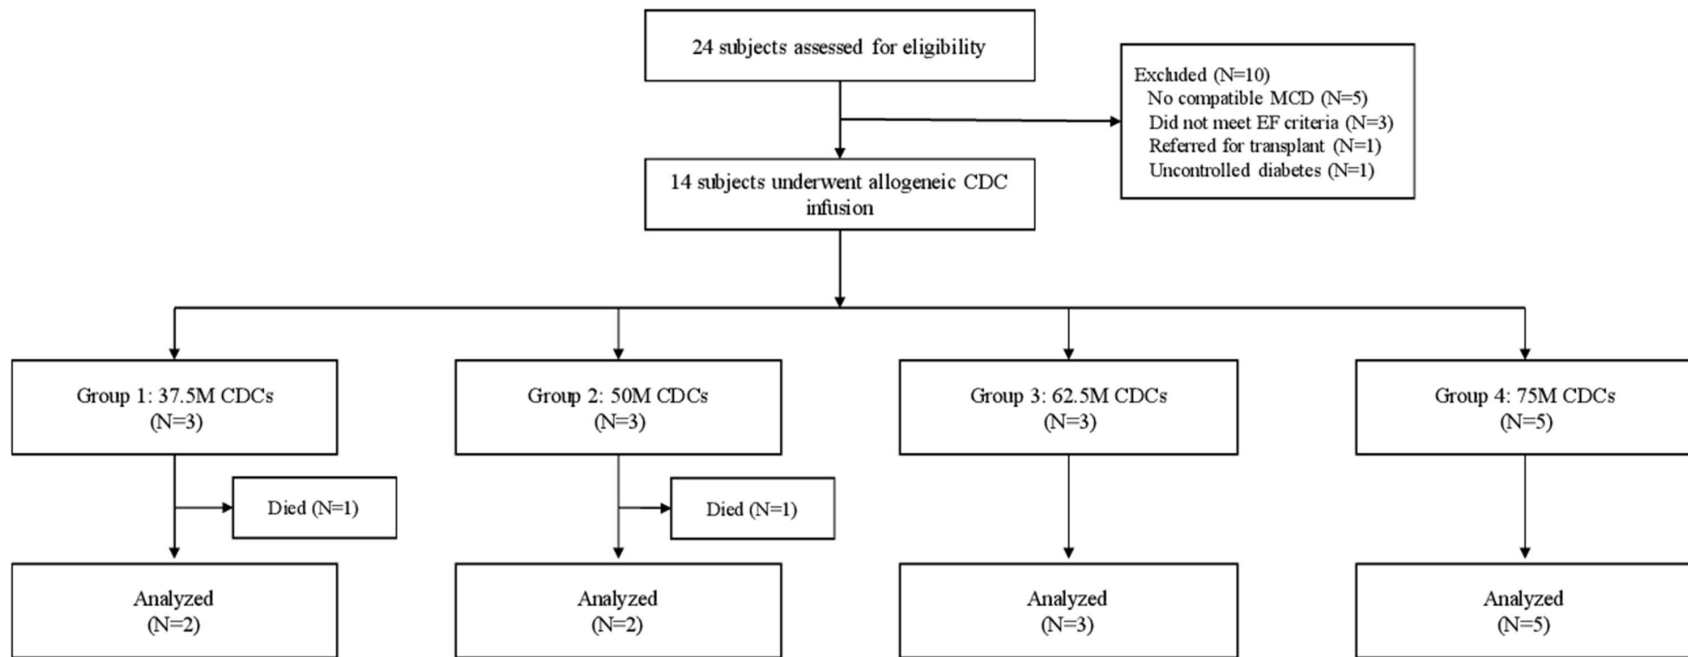 24 subjects assessed for eligibility
Excluded (N=10)
No compatible MCD (N=5)
Did not meet EF criteria (N=3)
Referred for transplant (N=1)
Uncontrolled diabetes (N=1)
14 subjects underwent allogeneic CDC
infusion
Group 1: 37.5M CDCs
(N=3)
Group 2: 50M CDCs
(N=3)
Group 3: 62.5M CDCs
(N=3)
Group 4: 75M CDCs
(N=5)
Died (N=1)
Died (N=1)
Analyzed
(N=2)
Analyzed
(N=2)
Analyzed
(N=3)
Analyzed
(N=5)